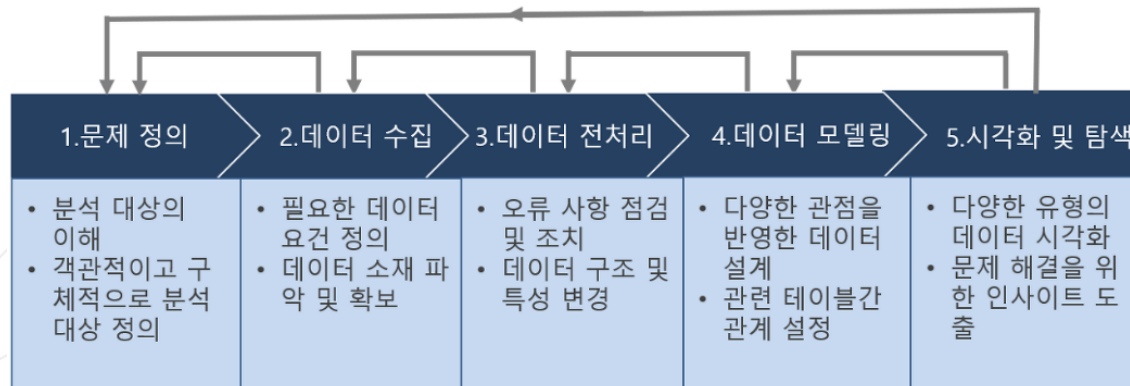 1.문제 정의
2.데이터 수집
3.데이터 전처리
4.데이터 모델링
5.시각화 및 탐색
• 분석 대상의
이해
• 객관적이고 구
체적으로 분석
대상 정의
• 필요한 데이터
요건 정의
• 데이터 소재 파
악 및 확보
• 오류 사항 점검
및 조치
• 데이터 구조 및
특성 변경
• 다양한 관점을
반영한 데이터
설계
• 관련 테이블간
관계 설정
• 다양한 유형의
데이터 시각화
• 문제 해결을 위
한 인사이트 도
출